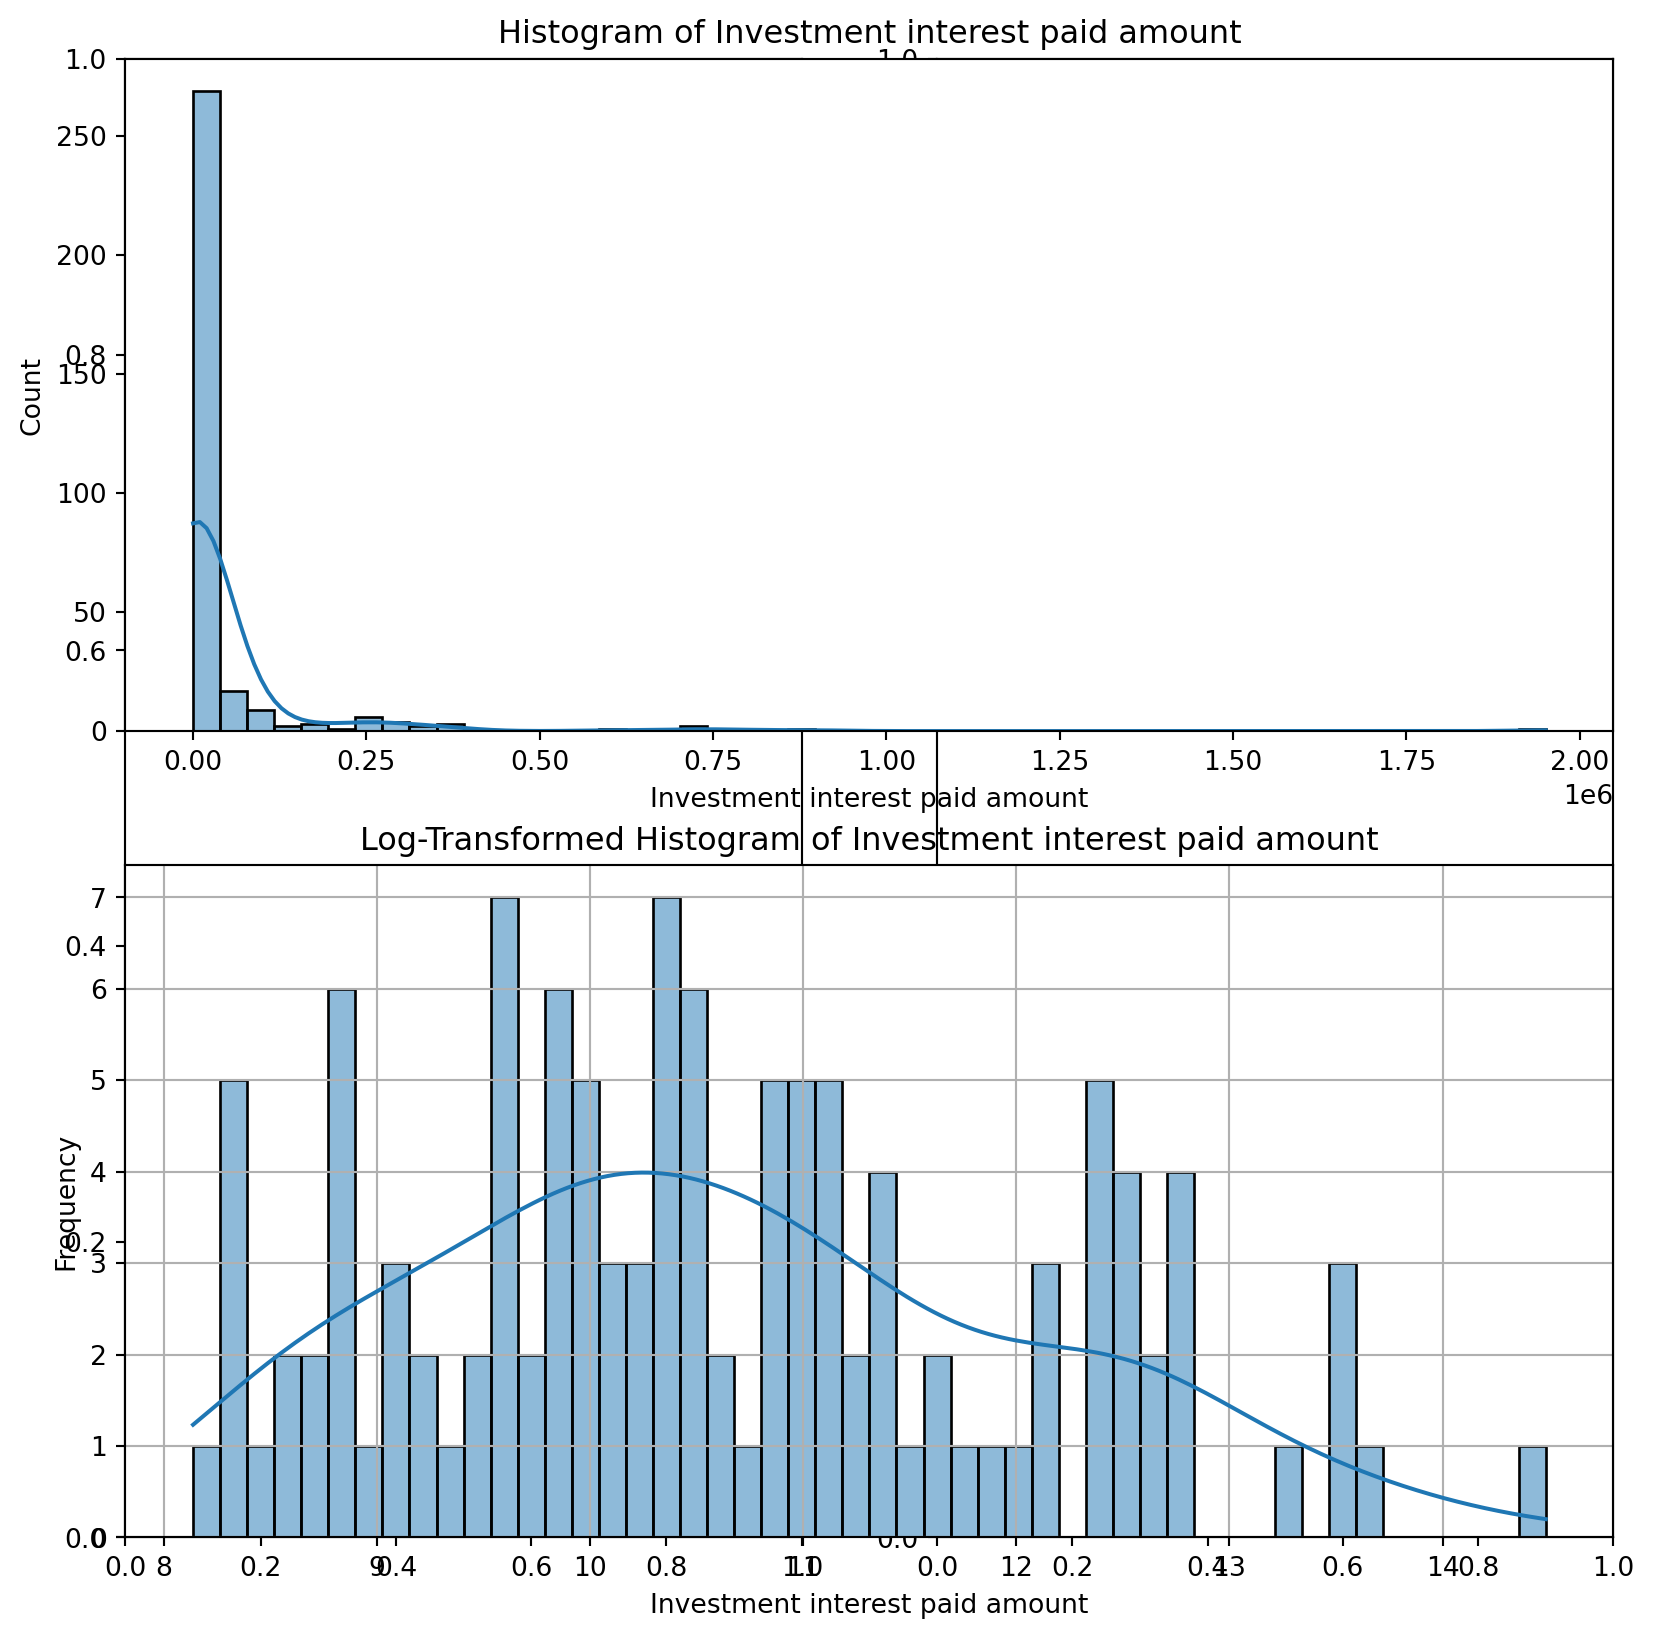 Histogram of Investment interest paid amount
1.0
1.0
250
200
0.8
150
Count
100
50
0.6
0
0.00 0.25 0.50 0.75 1.00 1.25 1.50 1.75 2.00
1e6
Investment interest paid amount
Log-Transformed Histogram of Investment interest paid amount
7
0.4
6
5
4
Frequency
0.2
3
2
1
0.0 0 0.0
0.0 8 0.2 9 0.4 0.6 10 0.8 11 1.0 0.0 12 0.2 0.4 13 0.6 14 0.8 1.0
Investment interest paid amount